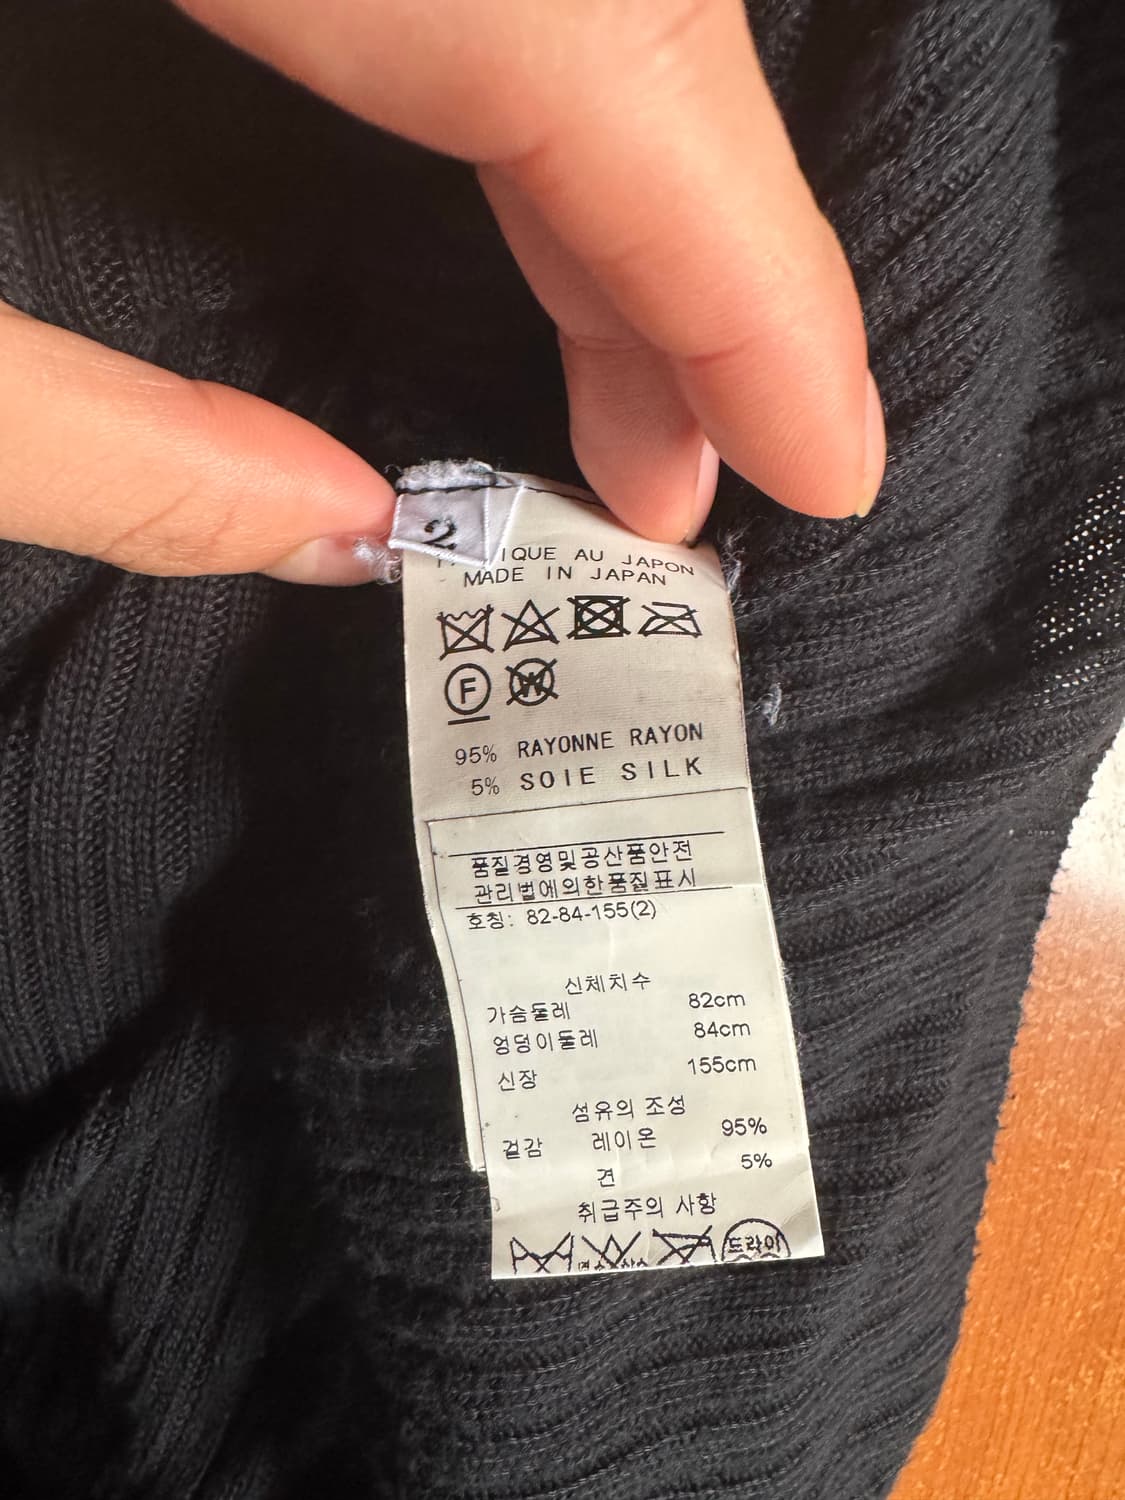 2
IQUE AU JAPON
MADE IN JAPAN
F
W
95% RAYONNE RAYON
5% SOIE SILK
품질경영및공산품안전
관리법에의한품질표시
호칭: 82-84-155(2)
신체치수
가슴둘레 82cm
엉덩이둘레 84cm
신장 155cm
섬유의 조성
겉감 레이온 95%
견 5%
취급주의 사항
드라이